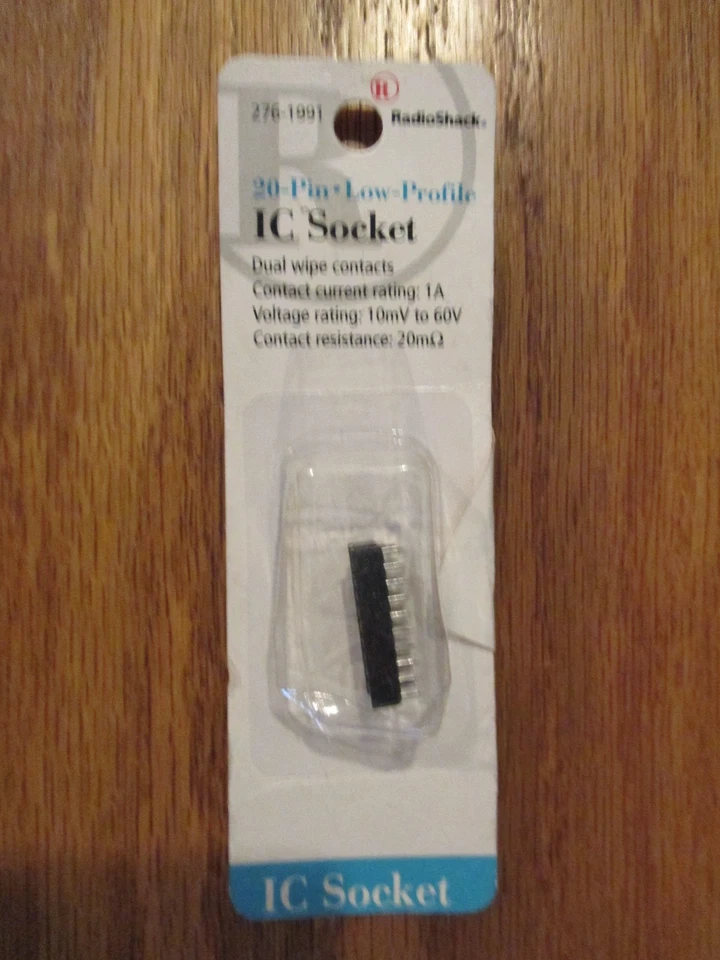 276-1991
R
RadioShack.
20-Pin • Low-Profile
IC Socket
Dual wipe contacts
Contact current rating: 1A
Voltage rating: 10mV to 60V
Contact resistance: 20mΩ
IC Socket